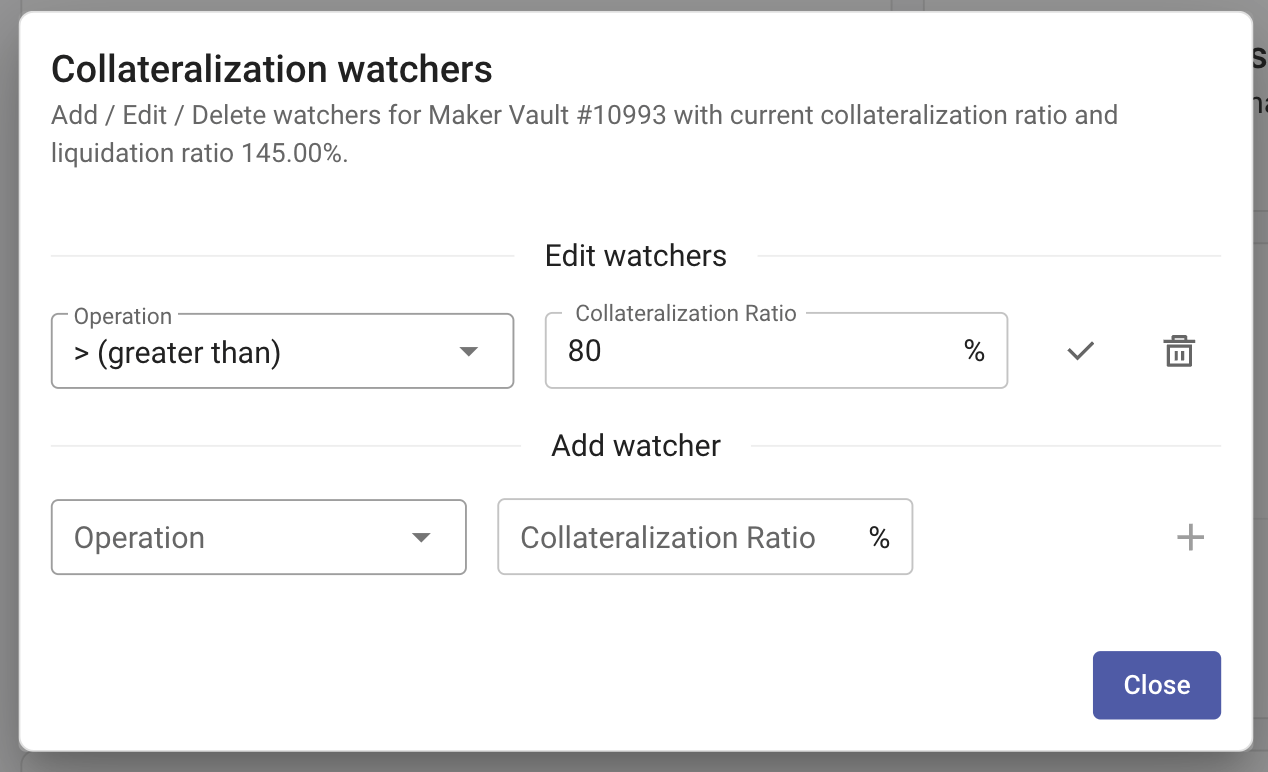 Collateralization watchers
Add / Edit / Delete watchers for Maker Vault #10993 with current collateralization ratio and
liquidation ratio 145.00%.
Edit watchers
Operation
> (greater than)
Collateralization Ratio
80 %
Add watcher
Operation
Collateralization Ratio %
Close